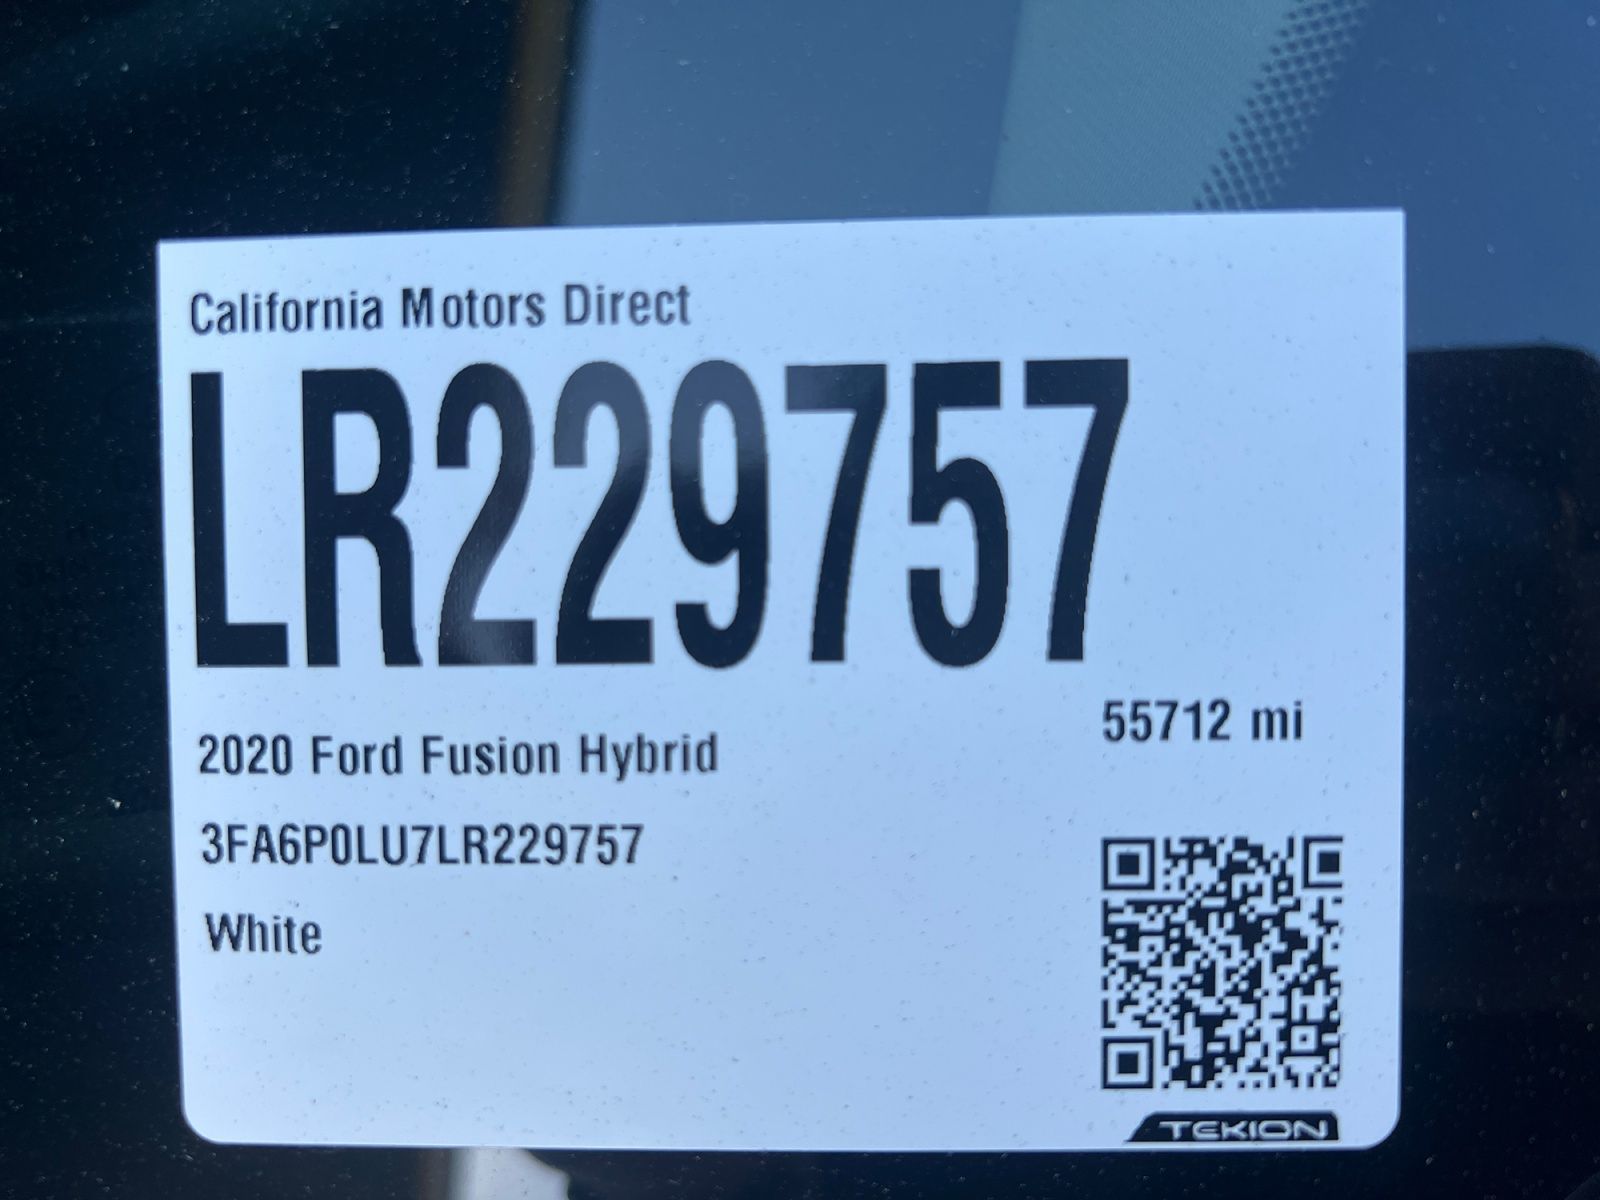 California Motors Direct
LR229757
55712 mi
2020 Ford Fusion Hybrid
3FA6P0LU7LR229757
White
TEKION